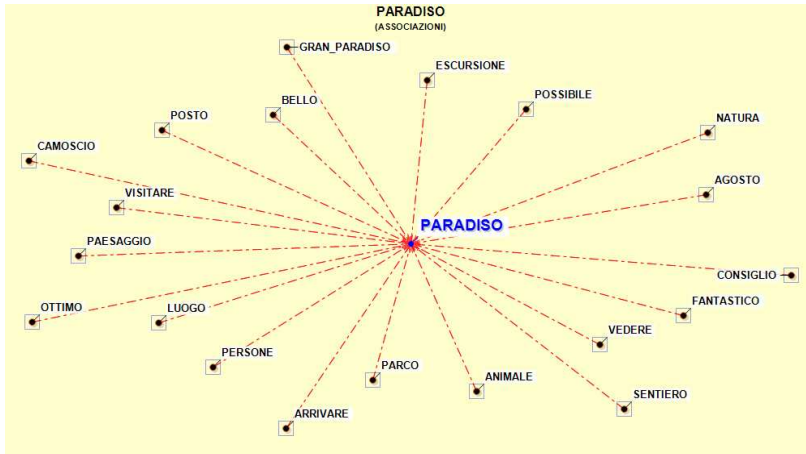 PARADISO
(ASSOCIAZIONI)
GRAN_PARADISO
ESCURSIONE
POSSIBILE
BELLO
POSTO
NATURA
CAMOSCIO
AGOSTO
VISITARE
PARADISO
PAESAGGIO
CONSIGLIO
FANTASTICO
OTTIMO
LUOGO
VEDERE
PERSONE
PARCO
ANIMALE
SENTIERO
ARRIVARE